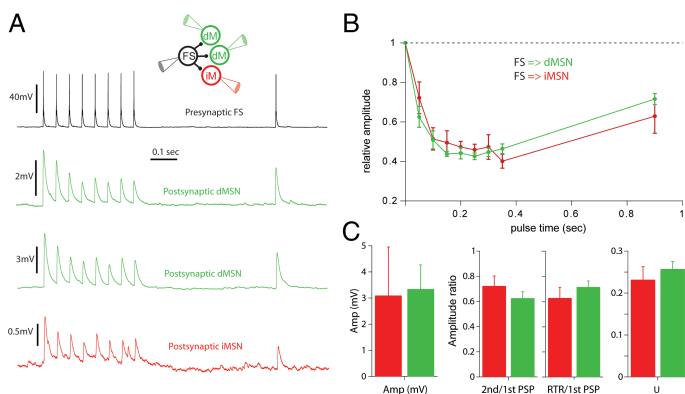 A
dM
FS
dM
iM
40mV
Presynaptic FS
0.1 sec
2mV
Postsynaptic dMSN
3mV
Postsynaptic dMSN
0.5mV
Postsynaptic iMSN
B
1
0.8
0.6
0.4
0.2
relative amplitude
FS => dMSN
FS => iMSN
0
0.2
0.4
0.6
0.8
1
pulse time (sec)
C
5
4
3
2
1
0
Amp (mV)
Amp (mV)
1
0.8
0.6
0.4
0.2
0
Amplitude ratio
2nd/1st PSP
RTR/1st PSP
0.3
0.2
0.1
0
U